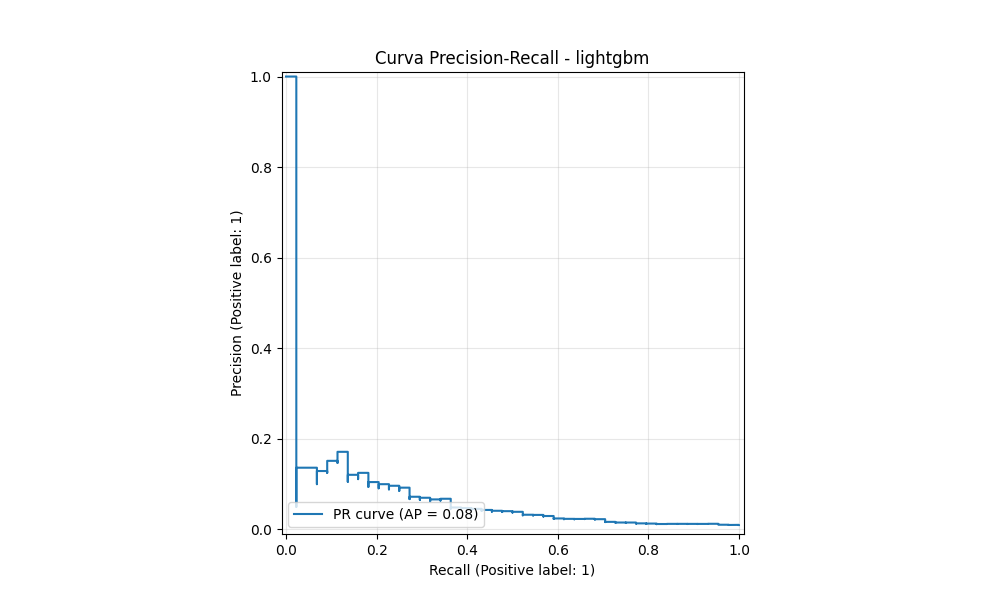 Curva Precision-Recall - lightgbm
1.0
0.8
0.6
0.4
0.2
0.0
Precision (Positive label: 1)
PR curve (AP = 0.08)
0.0 0.2 0.4 0.6 0.8 1.0
Recall (Positive label: 1)